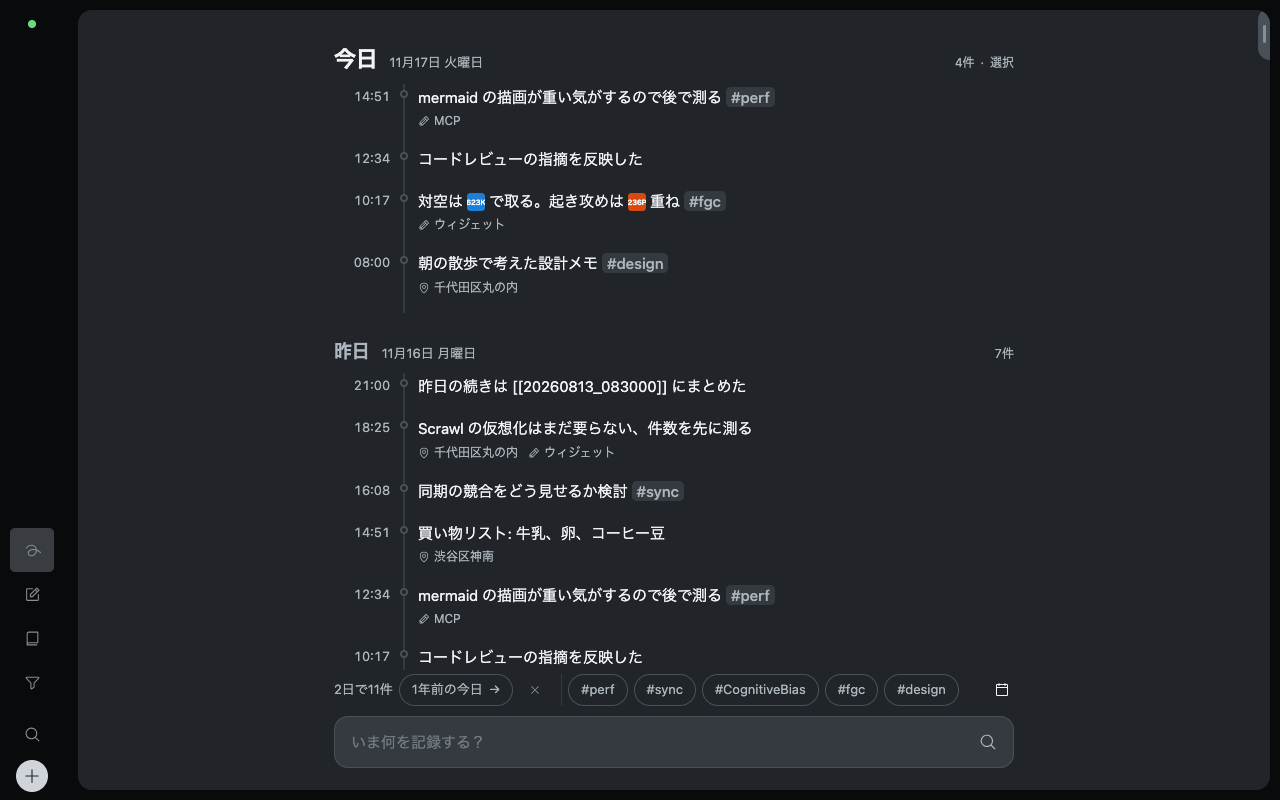 今日 11月17日 火曜日 4件 · 選択
14:51 mermaid の描画が重い気がするので後で測る #perf
MCP
12:34 コードレビューの指摘を反映した
10:17 対空は 623K で取る。起き攻めは 236P 重ね #fgc
ウィジェット
08:00 朝の散歩で考えた設計メモ #design
千代田区丸の内
昨日 11月16日 月曜日 7件
21:00 昨日の続きは [[20260813_083000]] にまとめた
18:25 Scrawl の仮想化はまだ要らない、件数を先に測る
千代田区丸の内 ウィジェット
16:08 同期の競合をどう見せるか検討 #sync
14:51 買い物リスト: 牛乳、卵、コーヒー豆
渋谷区神南
12:34 mermaid の描画が重い気がするので後で測る #perf
MCP
10:17 コードレビューの指摘を反映した
2日で11件 1年前の今日 → × #perf #sync #CognitiveBias #fgc #design
いま何を記録する？